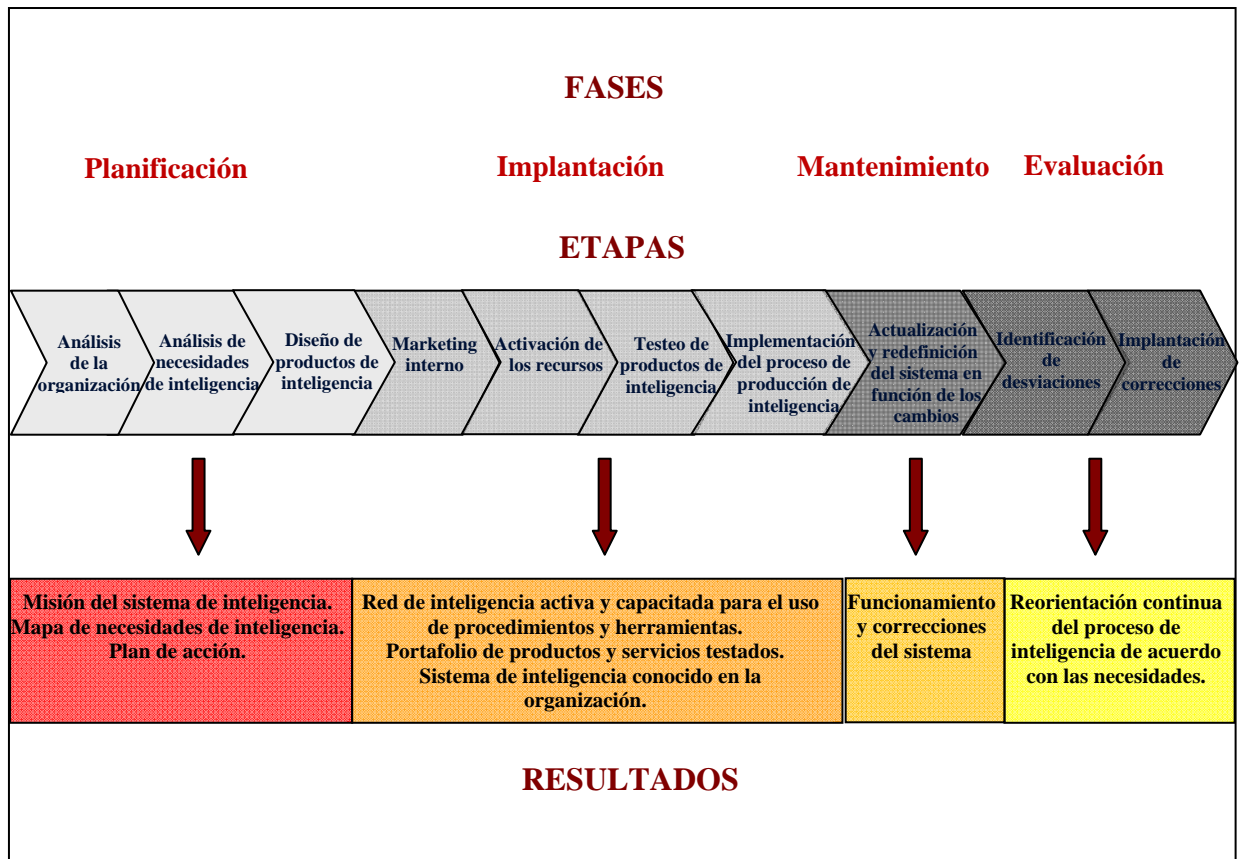 FASES
Planificación
Implantación
Mantenimiento
Evaluación
ETAPAS
Análisis
de la
organización
Análisis de
necesidades
de inteligencia
Diseño de
productos de
inteligencia
Marketing
interno
Activación de
los recursos
Testeo de
productos de
inteligencia
Implementación
del proceso de
producción de
inteligencia
Actualización
y redefinición
del sistema en
función de los
cambios
Identificación
de
desviaciones
Implantación
de
correcciones
Misión del sistema de inteligencia.
Mapa de necesidades de inteligencia.
Plan de acción.
Red de inteligencia activa y capacitada para el uso
de procedimientos y herramientas.
Portafolio de productos y servicios testados.
Sistema de inteligencia conocido en la
organización.
Funcionamiento
y correcciones
del sistema
Reorientación continua
del proceso de
inteligencia de acuerdo
con las necesidades.
RESULTADOS